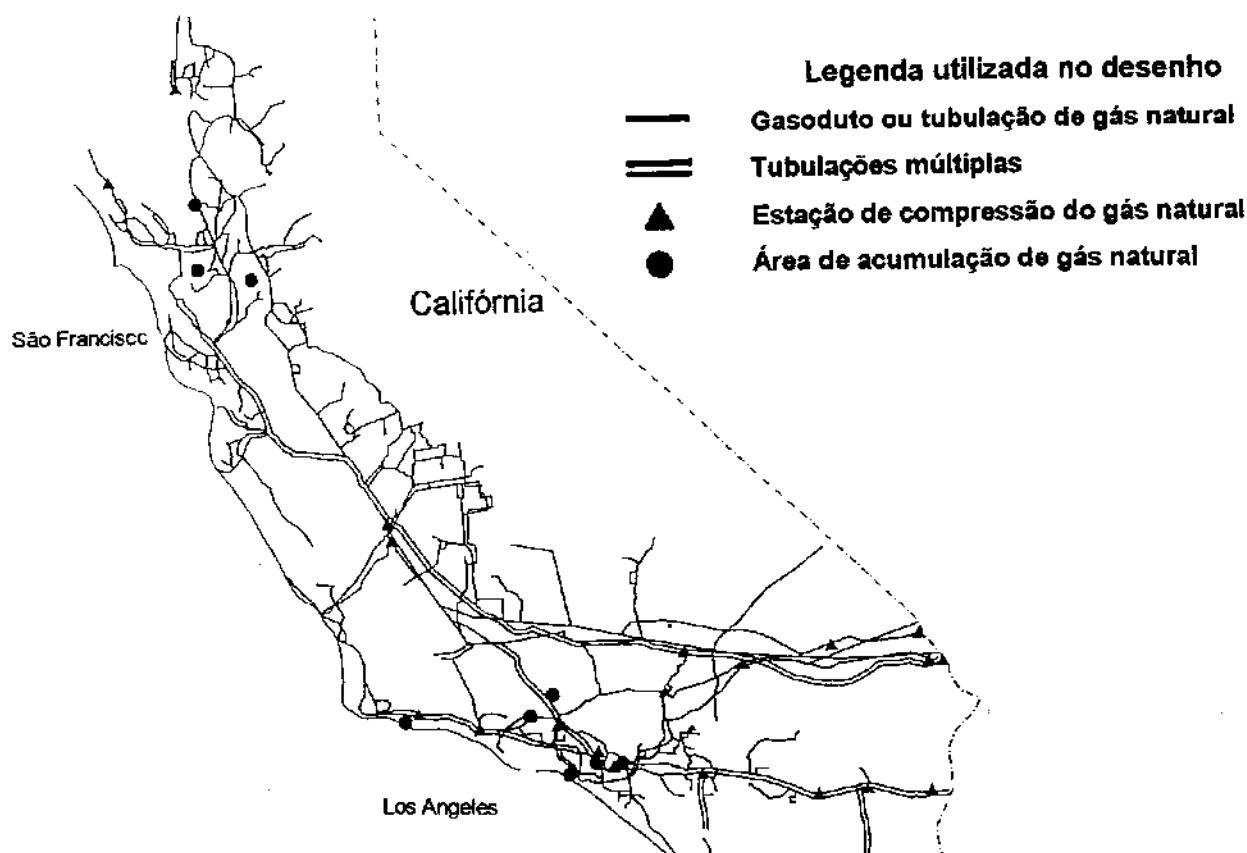 Legenda utilizada no desenho
Gasoduto ou tubulação de gás natural
Tubulações múltiplas
Estação de compressão do gás natural
Área de acumulação de gás natural
Califórnia
São Francisco
Los Angeles